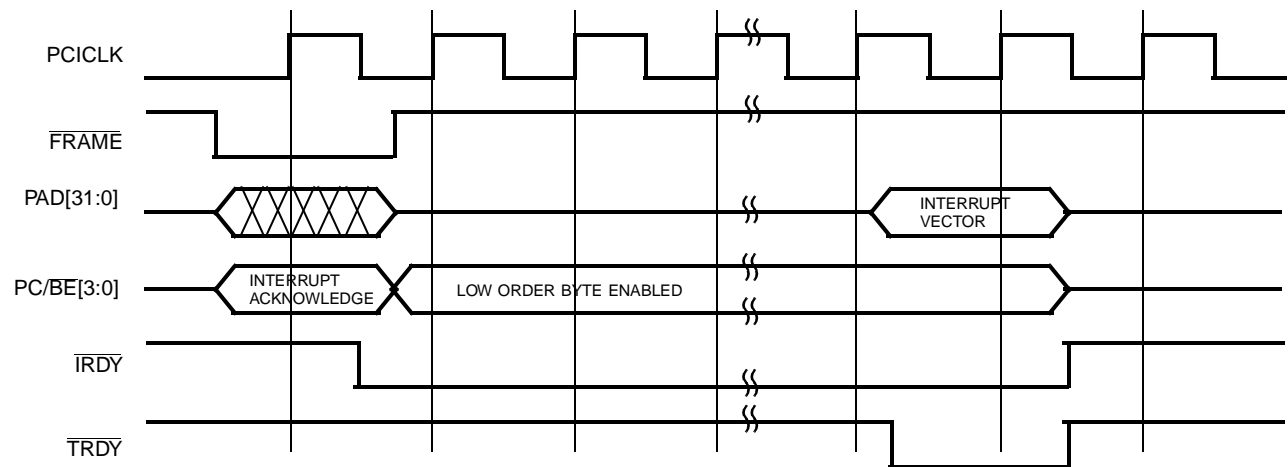 PCICLK
FRAME
PAD[31:0]
INTERRUPT
VECTOR
PC/BE[3:0]
INTERRUPT
ACKNOWLEDGE
LOW ORDER BYTE ENABLED
IRDY
TRDY